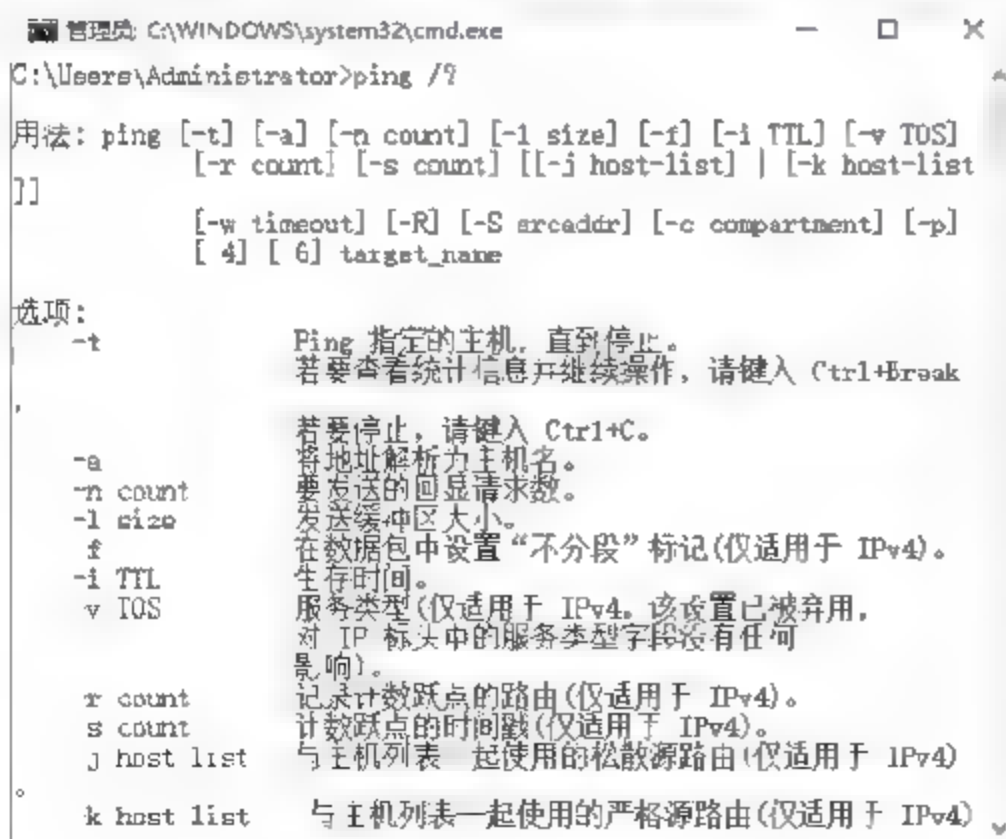 管理员: C:\WINDOWS\system32\cmd.exe
C:\Users\Administrator>ping /?
用法: ping [-t] [-a] [-n count] [-l size] [-f] [-i TTL] [-v TOS]
[-r count] [-s count] [[-j host-list] | [-k host-list
]]
[-w timeout] [-R] [-S srcaddr] [-c compartment] [-p]
[ 4] [ 6] target_name
选项:
-t Ping 指定的主机，直到停止。
若要查看统计信息并继续操作，请键入 Ctrl+Break
，
若要停止，请键入 Ctrl+C。
-a 将地址解析为主机名。
-n count 要发送的回显请求数。
-l size 发送缓冲区大小。
f 在数据包中设置“不分段”标记(仅适用于 IPv4)。
-i TTL 生存时间。
v TOS 服务类型(仅适用于 IPv4。该设置已被弃用，
对 IP 标头中的服务类型字段没有任何
影响)。
r count 记录计数跃点的路由(仅适用于 IPv4)。
s count 计数跃点的时间戳(仅适用于 IPv4)。
j host list 与主机列表一起使用的松散源路由(仅适用于 IPv4)
。
k host list 与主机列表一起使用的严格源路由(仅适用于 IPv4)